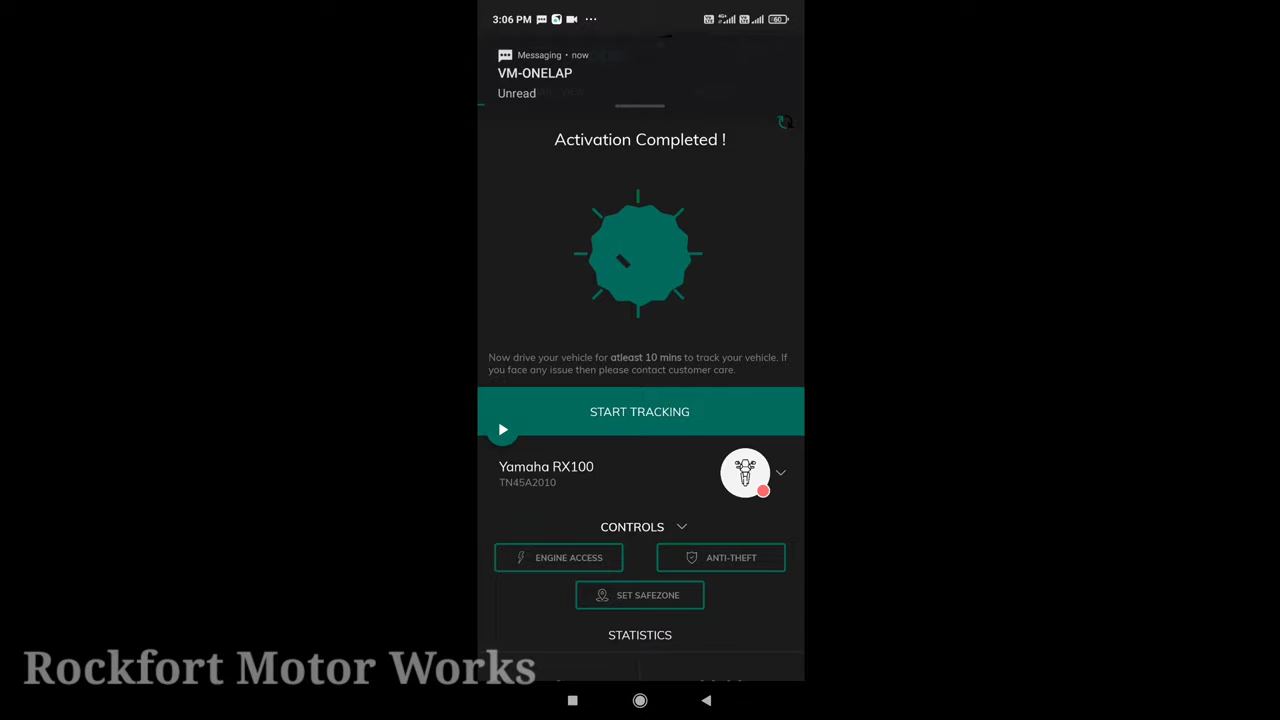 3:06 PM
60
Messaging • now
VM-ONELAP
Unread
Activation Completed !
Now drive your vehicle for atleast 10 mins to track your vehicle. If
you face any issue then please contact customer care.
START TRACKING
Yamaha RX100
TN45A2010
CONTROLS
ENGINE ACCESS
ANTI-THEFT
SET SAFEZONE
STATISTICS
Rockfort Motor Works